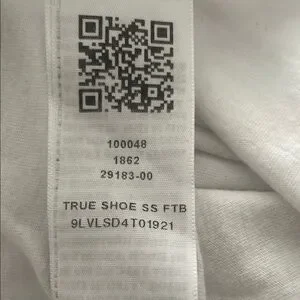 100048
1862
29183-00
TRUE SHOE SS FTB
9LVLSD4T01921